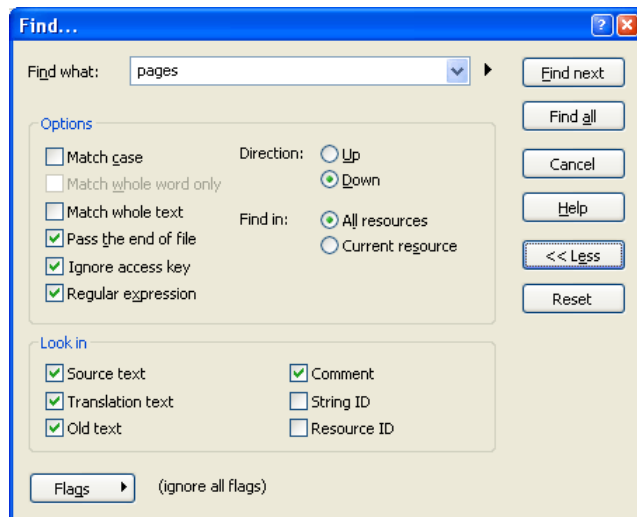 Find...
Find what: pages
Find next
Find all
Cancel
Help
<< Less
Reset
Options
Match case
Match whole word only
Match whole text
Pass the end of file
Ignore access key
Regular expression
Direction: Up
Down
Find in: All resources
Current resource
Look in
Source text
Translation text
Old text
Comment
String ID
Resource ID
Flags (ignore all flags)